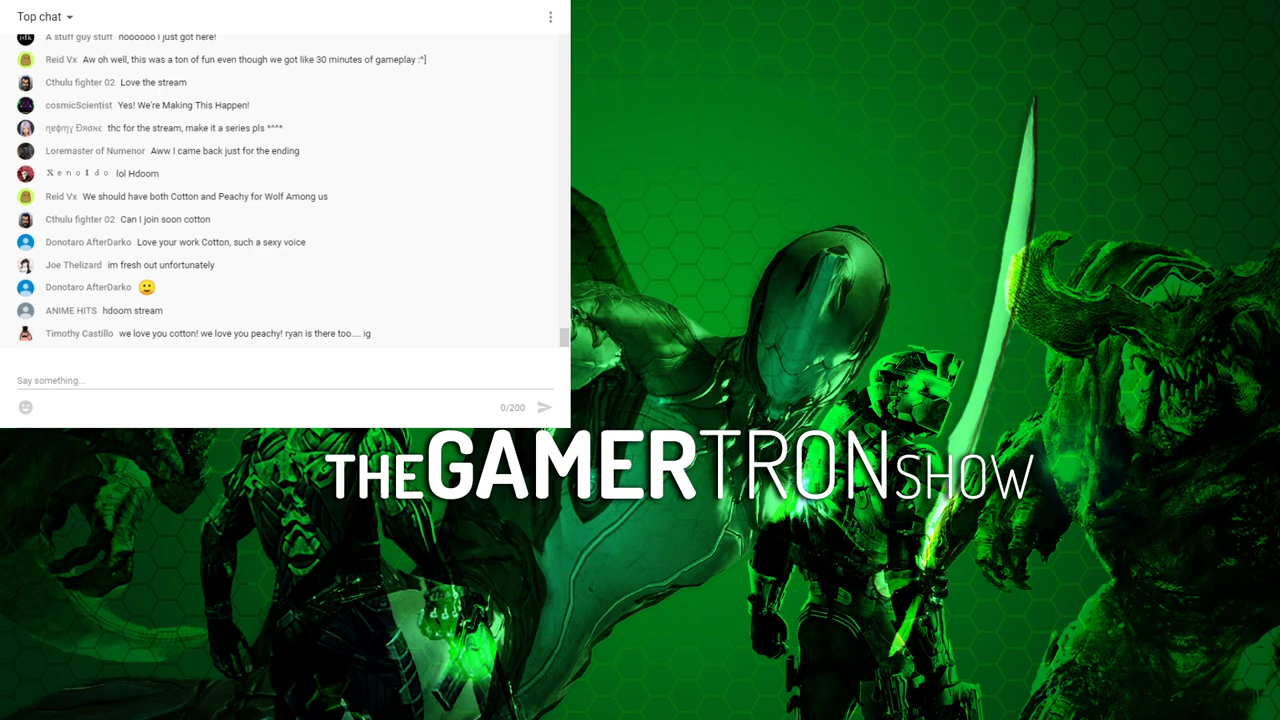 Top chat
A stuff guy stuff noooooo I just got here!
Reid Vx Aw oh well, this was a ton of fun even though we got like 30 minutes of gameplay :*]
Cthulu fighter 02 Love the stream
cosmicScientist Yes! We're Making This Happen!
thc for the stream, make it a series pls *^^*
Loremaster of Numenor Aww I came back just for the ending
X e n o I d o lol Hdoom
Reid Vx We should have both Cotton and Peachy for Wolf Among us
Cthulu fighter 02 Can I join soon cotton
Donotaro AfterDarko Love your work Cotton, such a sexy voice
Joe Thelizard im fresh out unfortunately
Donotaro AfterDarko 🙂
ANIME HITS hdoom stream
Timothy Castillo we love you cotton! we love you peachy! ryan is there too.... ig
Say something...
0/200
THEGAMERTRONSHOW